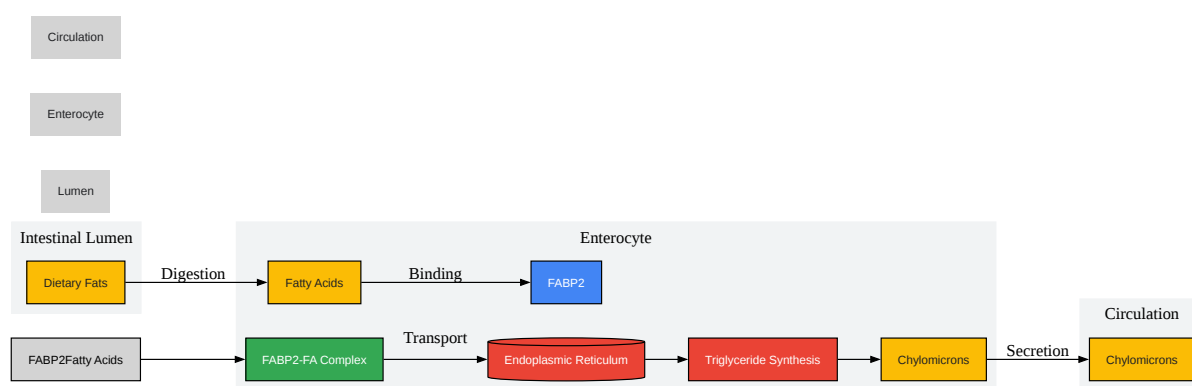 Circulation
Enterocyte
Lumen
Intestinal Lumen
Enterocyte
Dietary Fats
Digestion
Fatty Acids
Binding
FABP2
Circulation
FABP2Fatty Acids
FABP2-FA Complex
Transport
Endoplasmic Reticulum
Triglyceride Synthesis
Chylomicrons
Secretion
Chylomicrons